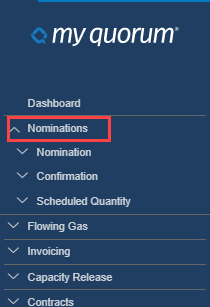 my quorum®
Dashboard
Nominations
Nomination
Confirmation
Scheduled Quantity
Flowing Gas
Invoicing
Capacity Release
Contracts